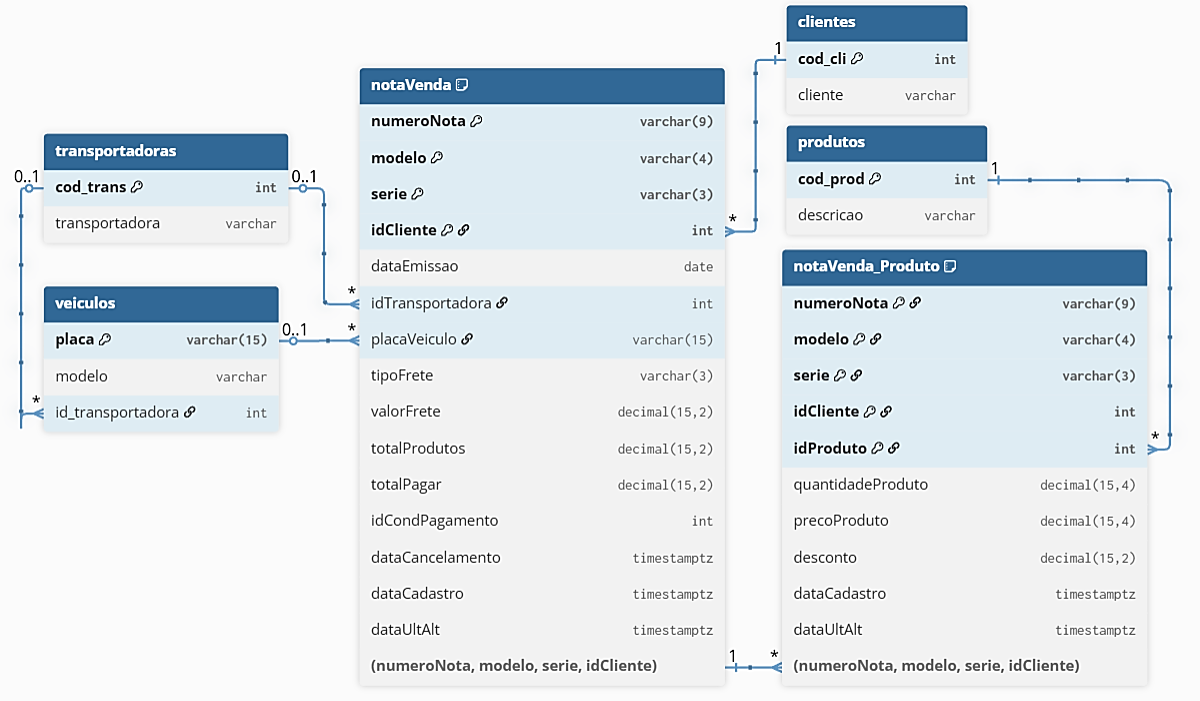 transportadoras
0..1
cod_trans int
0..1
transportadora varchar
veiculos
placa varchar(15)
0..1
modelo varchar
*
id_transportadora int
notaVenda
numeroNota varchar(9)
modelo varchar(4)
serie varchar(3)
idCliente int
*
dataEmissao date
*
idTransportadora int
*
placaVeiculo varchar(15)
tipoFrete varchar(3)
valorFrete decimal(15,2)
totalProdutos decimal(15,2)
totalPagar decimal(15,2)
idCondPagamento int
dataCancelamento timestamptz
dataCadastro timestamptz
dataUltAlt timestamptz
(numeroNota, modelo, serie, idCliente)
1
*
clientes
1
cod_cli int
cliente varchar
produtos
cod_prod int
1
descricao varchar
notaVenda_Produto
numeroNota varchar(9)
modelo varchar(4)
serie varchar(3)
idCliente int
idProduto int
*
quantidadeProduto decimal(15,4)
precoProduto decimal(15,4)
desconto decimal(15,2)
dataCadastro timestamptz
dataUltAlt timestamptz
(numeroNota, modelo, serie, idCliente)